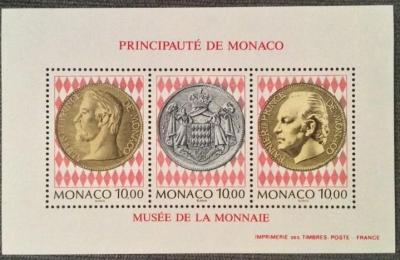 PRINCIPAUTÉ DE MONACO
MONACO 10,00
MONACO 10,00
MONACO 10,00
MUSÉE DE LA MONNAIE
IMPRIMERIE DES TIMBRES POSTE - FRANCE